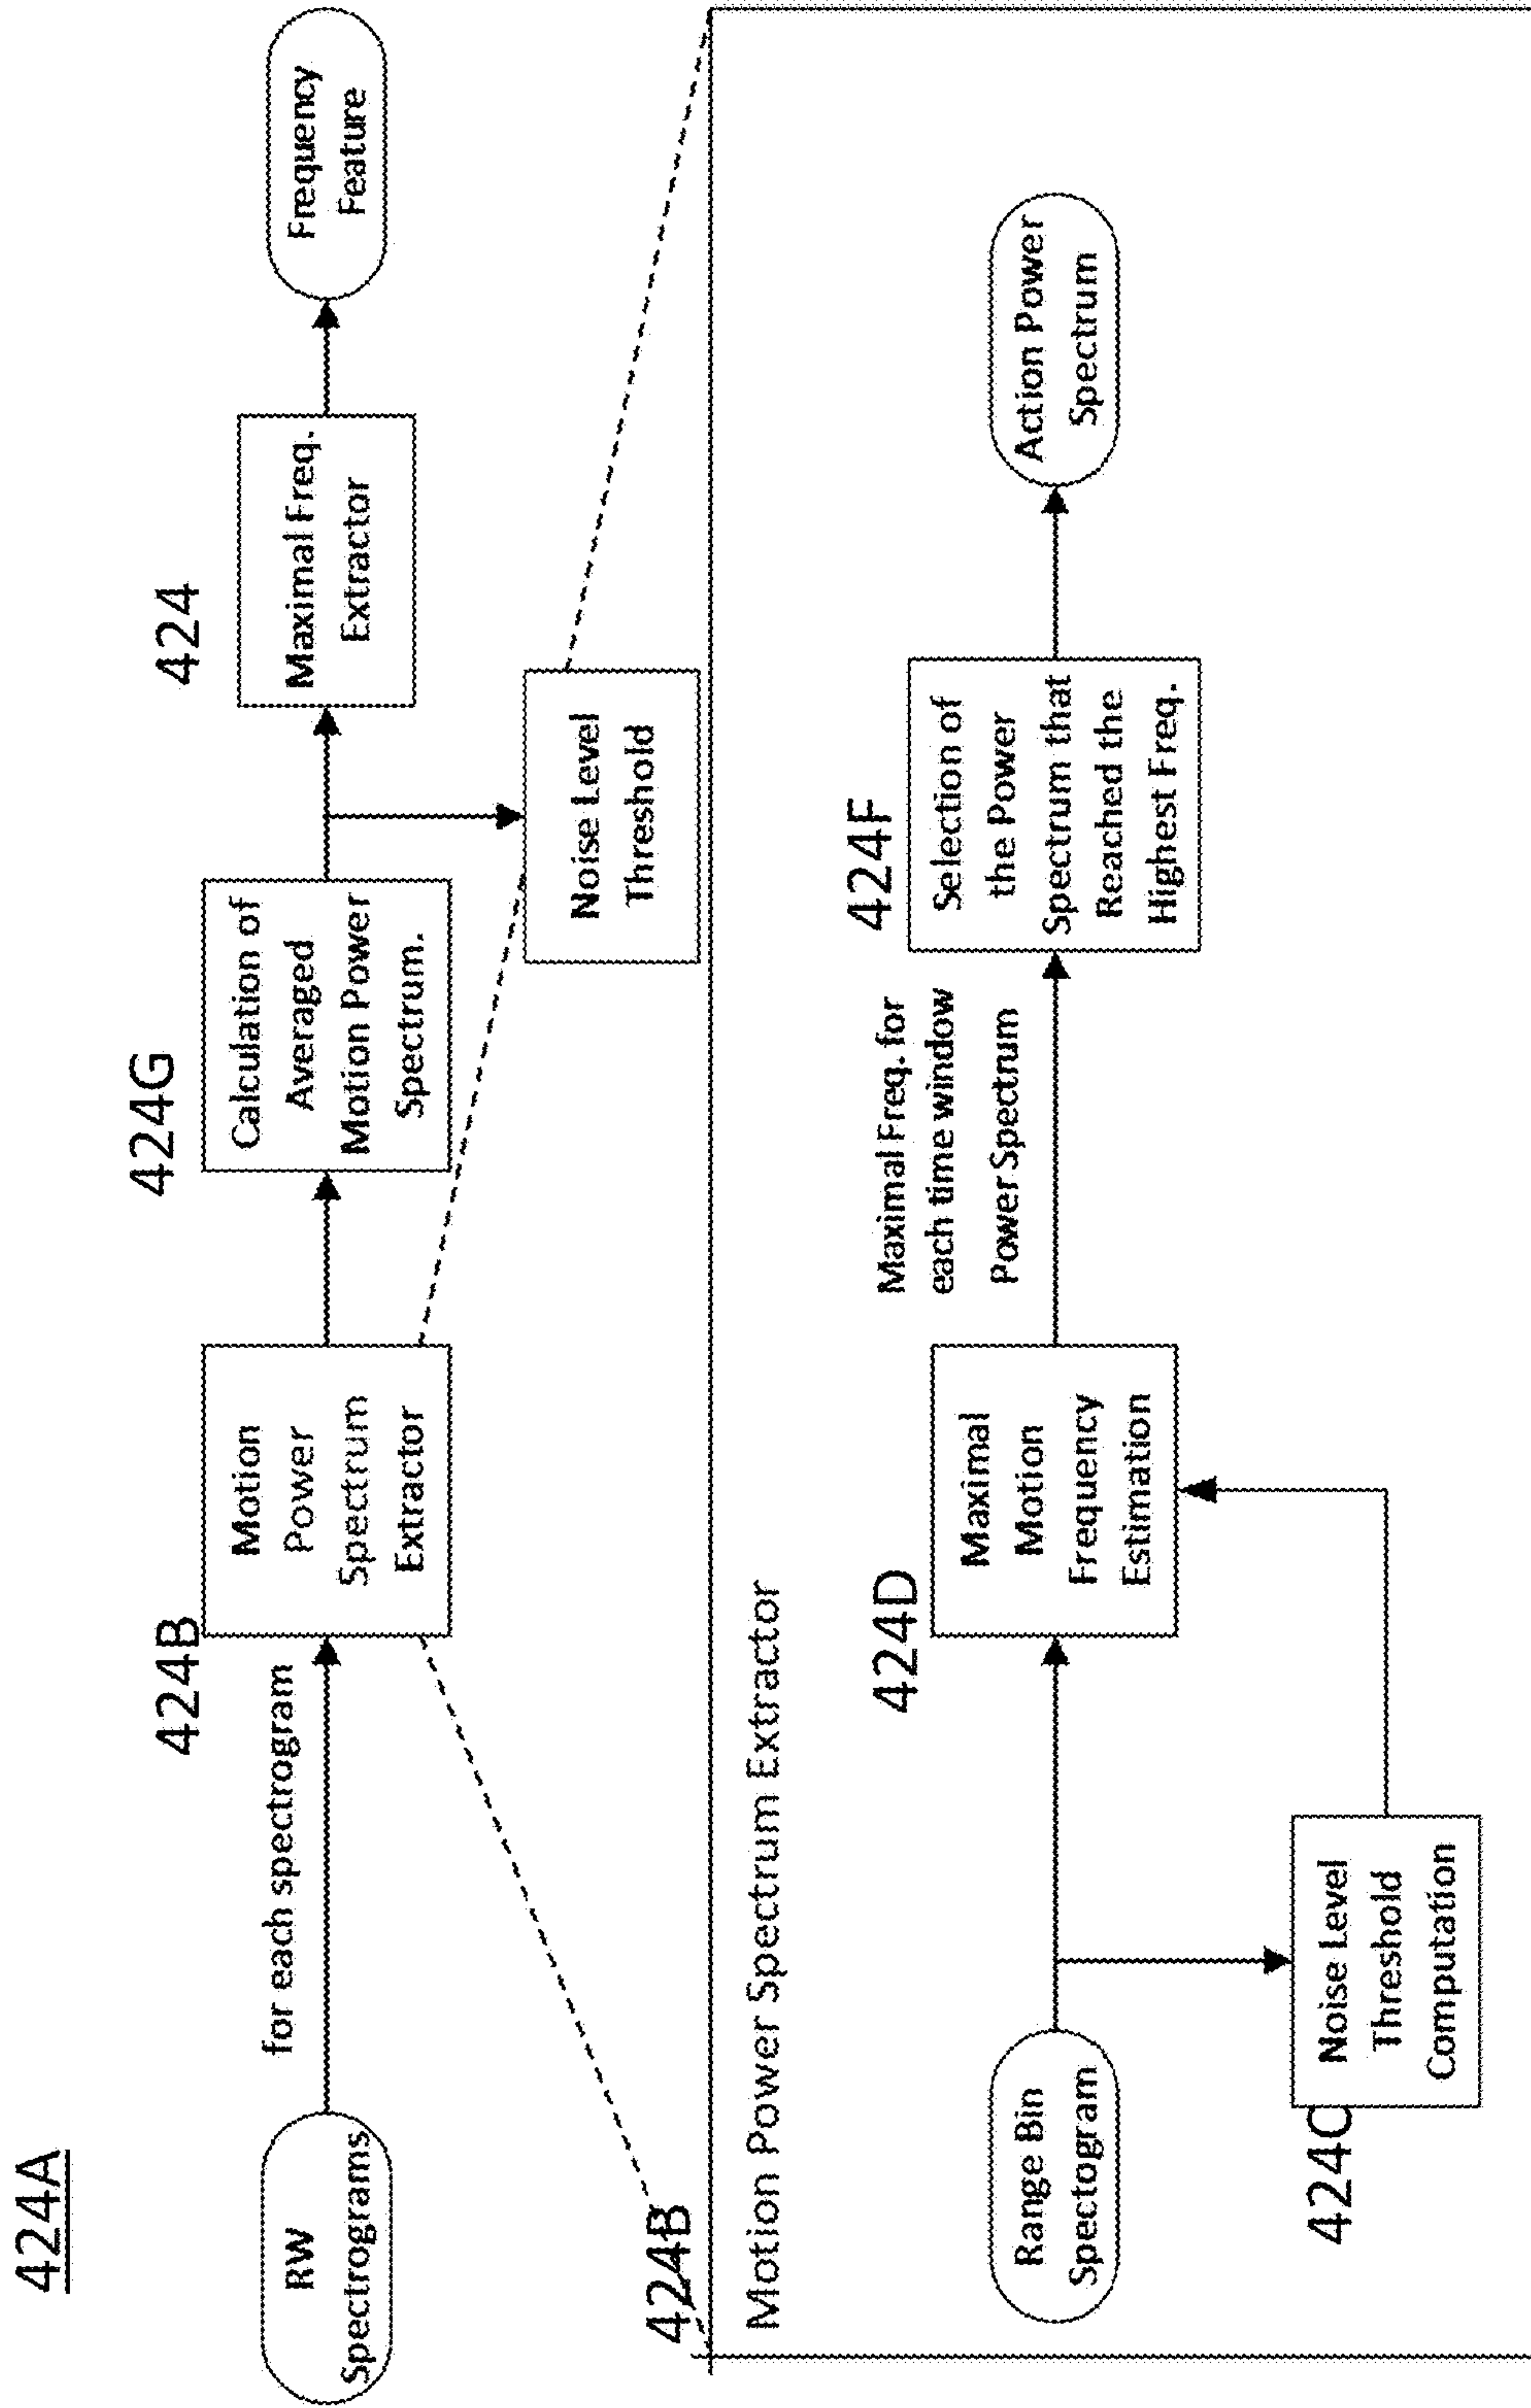 424A
RW
Spectrograms
for each spectrogram
424B
Motion
Power
Spectrum
Extractor
424G
Calculation of
Averaged
Motion Power
Spectrum.
424
Maximal Freq.
Extractor
Frequency
Feature
Noise Level
Threshold
424B
Motion Power Spectrum Extractor
Range Bin
Spectogram
424C
Noise Level
Threshold
Computation
424D
Maximal
Motion
Frequency
Estimation
Maximal Freq. for
each time window
Power Spectrum
424F
Selection of
the Power
Spectrum that
Reached the
Highest Freq.
Action Power
Spectrum